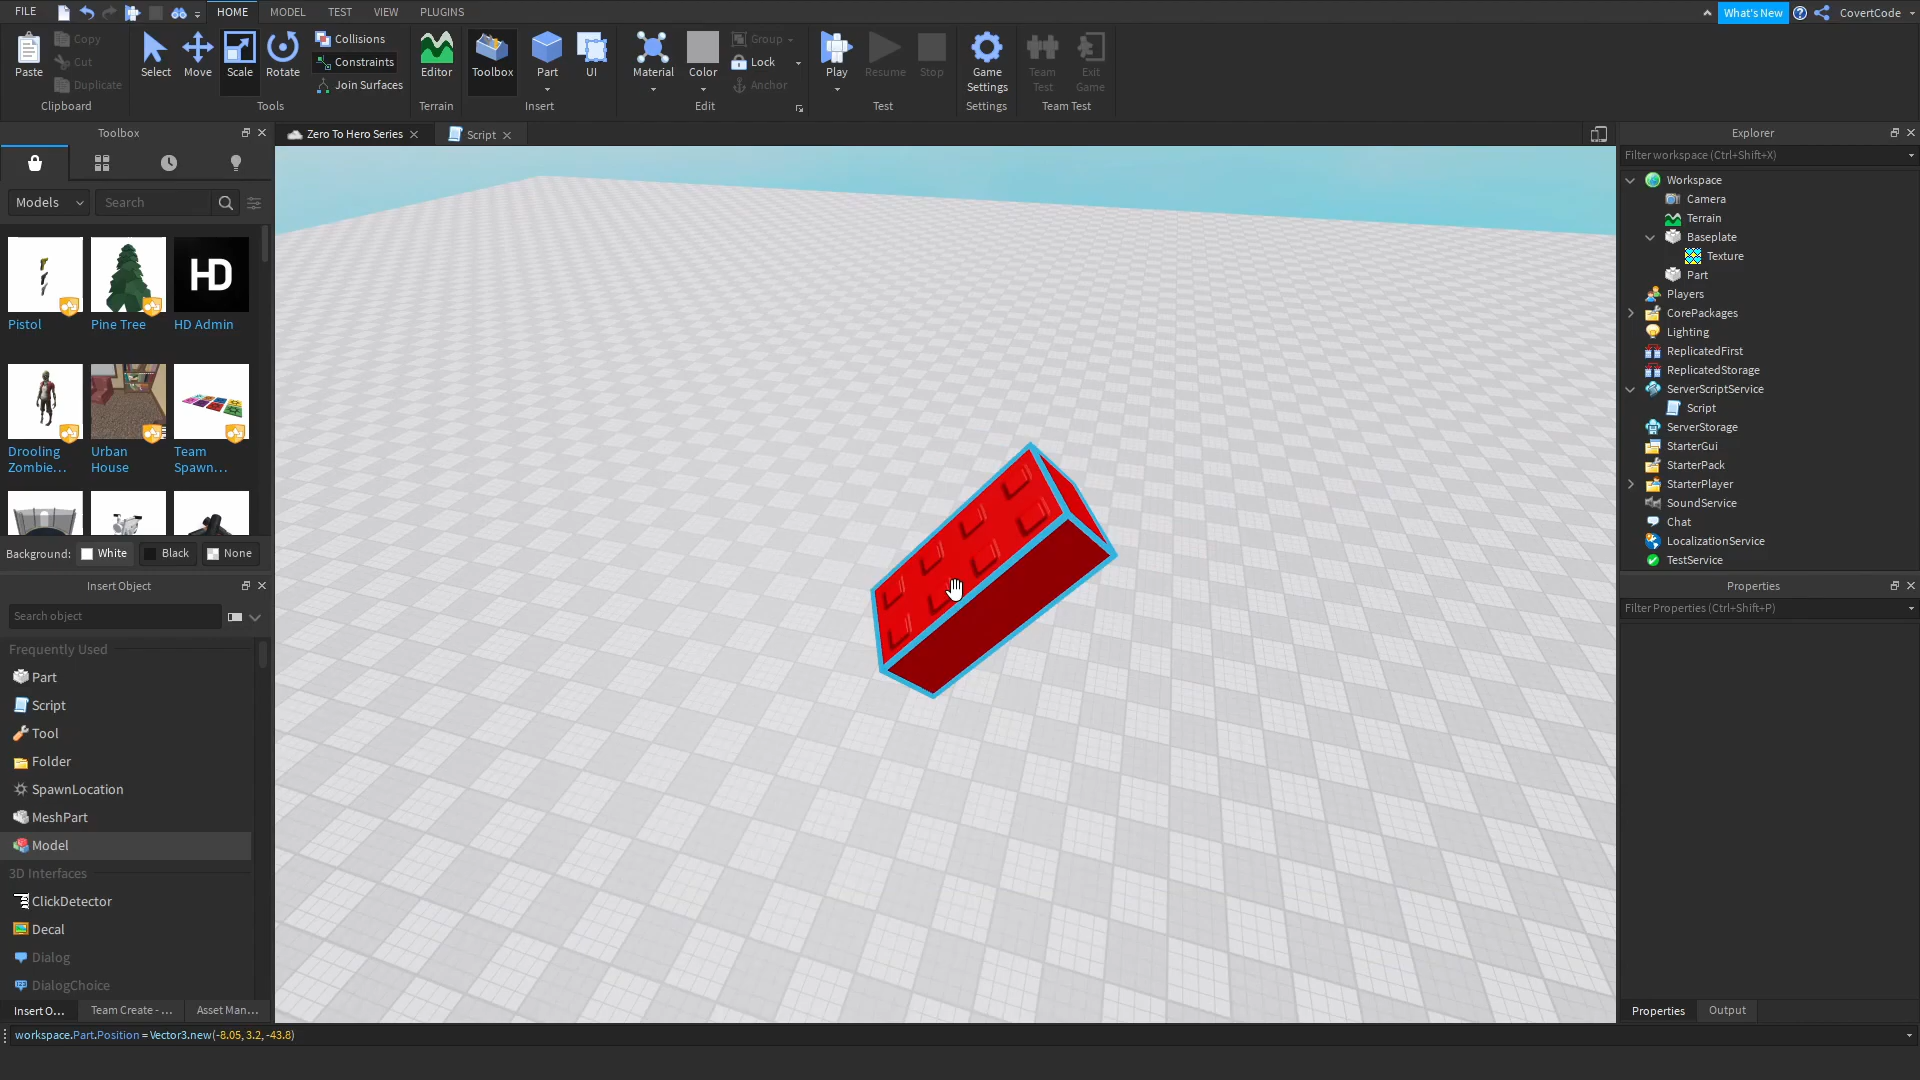 FILE HOME MODEL TEST VIEW PLUGINS What's New CovertCode
Paste Copy Cut Duplicate Clipboard
Select Move Scale Rotate Collisions Constraints Join Surfaces Tools
Editor Terrain
Toolbox Part UI Insert
Material Color Group Lock Anchor Edit
Play Resume Stop Test
Game Settings Settings
Team Test Exit Game Team Test
Toolbox
Models Search
Pistol Pine Tree HD Admin
HD
Drooling Zombie... Urban House Team Spawn...
Background: White Black None
Insert Object
Search object
Frequently Used
Part
Script
Tool
Folder
SpawnLocation
MeshPart
Model
3D Interfaces
ClickDetector
Decal
Dialog
DialogChoice
Insert O... Team Create - ... Asset Man...
Zero To Hero Series Script
Explorer
Filter workspace (Ctrl+Shift+X)
Workspace
Camera
Terrain
Baseplate
Texture
Part
Players
CorePackages
Lighting
ReplicatedFirst
ReplicatedStorage
ServerScriptService
Script
ServerStorage
StarterGui
StarterPack
StarterPlayer
SoundService
Chat
LocalizationService
TestService
Properties
Filter Properties (Ctrl+Shift+P)
Properties Output
workspace.Part.Position = Vector3.new(-8.05, 3.2, -43.8)